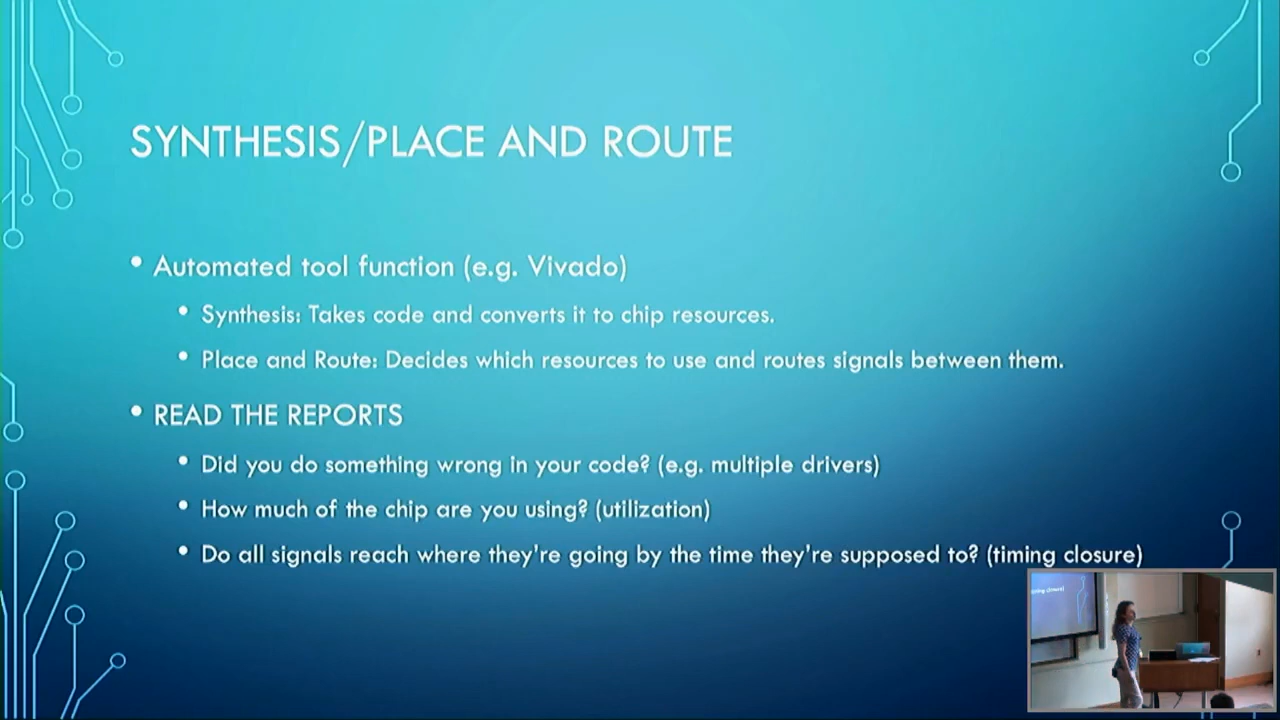 SYNTHESIS/PLACE AND ROUTE
• Automated tool function (e.g. Vivado)
• Synthesis: Takes code and converts it to chip resources.
• Place and Route: Decides which resources to use and routes signals between them.
• READ THE REPORTS
• Did you do something wrong in your code? (e.g. multiple drivers)
• How much of the chip are you using? (utilization)
• Do all signals reach where they're going by the time they're supposed to? (timing closure)